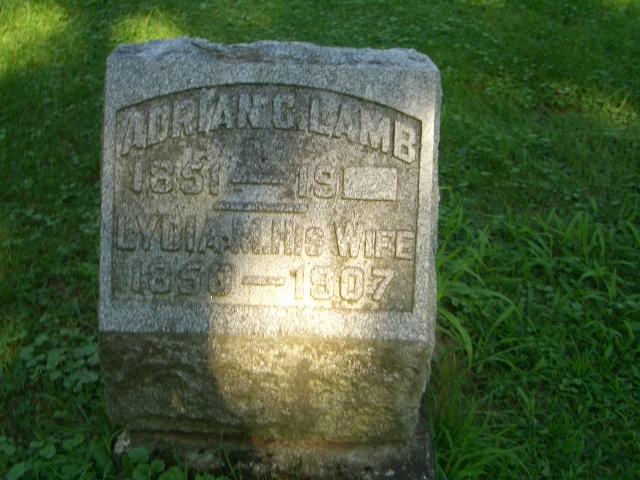 ADRIAN G. LAMB
1851 — 19
LYDIA M. HIS WIFE
— 1907